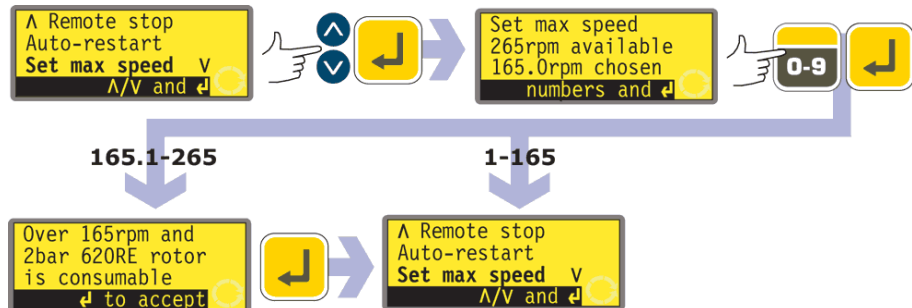 Λ Remote stop
Auto-restart
Set max speed V
Λ/V and ↲
Set max speed
265rpm available
165.0rpm chosen
numbers and ↲
0-9
165.1-265
1-165
Over 165rpm and
2bar 620RE rotor
is consumable
↲ to accept
Λ Remote stop
Auto-restart
Set max speed V
Λ/V and ↲